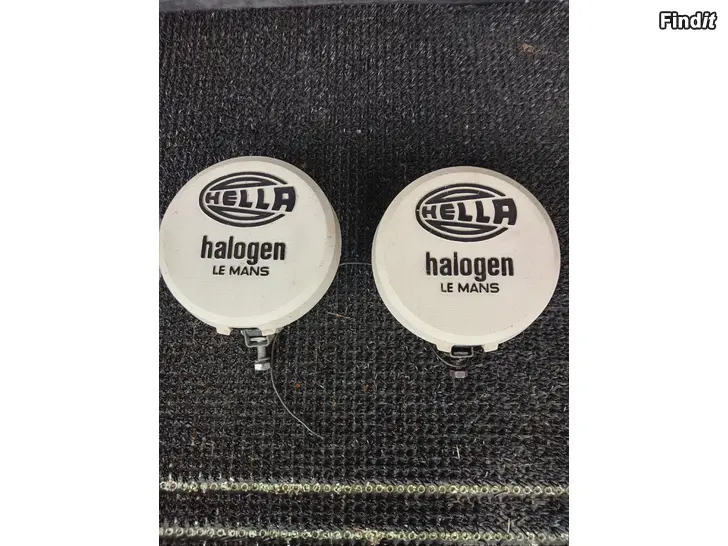 Findit
HELLA
halogen
LE MANS
HELLA
halogen
LE MANS